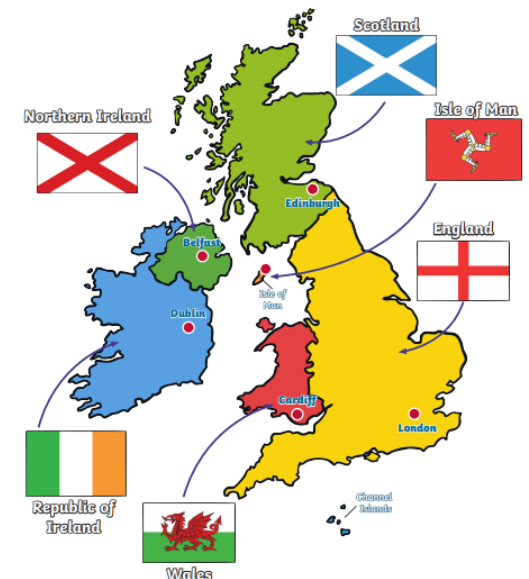 Scotland
Northern Ireland
Isle of Man
Edinburgh
England
Belfast
Isle of
Man
Dublin
Cardiff
London
Republic of
Ireland
Channel
Islands
Wales